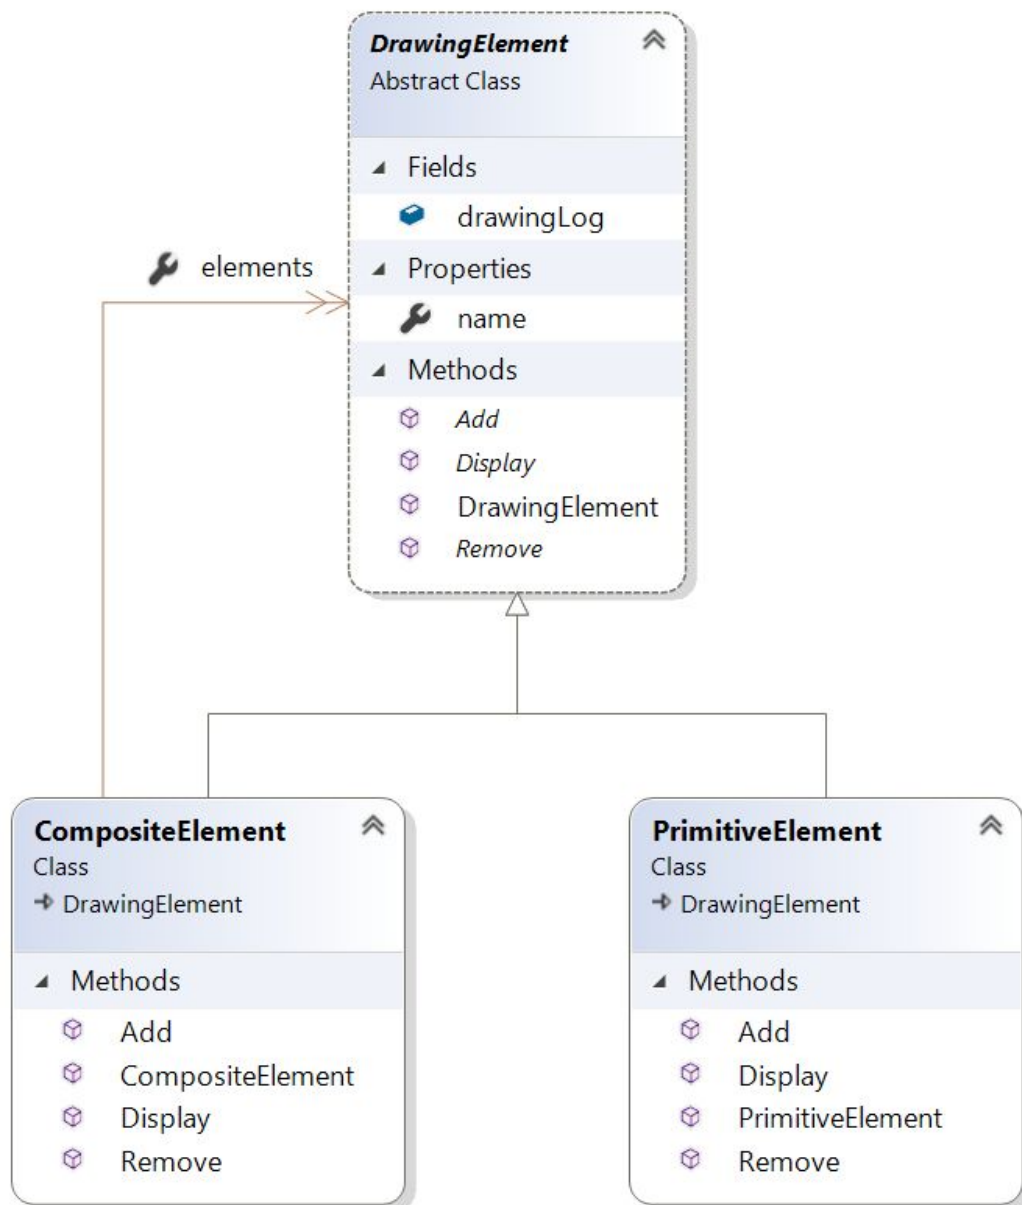 DrawingElement
Abstract Class
Fields
drawingLog
elements
Properties
name
Methods
Add
Display
DrawingElement
Remove
CompositeElement
Class
DrawingElement
Methods
Add
CompositeElement
Display
Remove
PrimitiveElement
Class
DrawingElement
Methods
Add
Display
PrimitiveElement
Remove